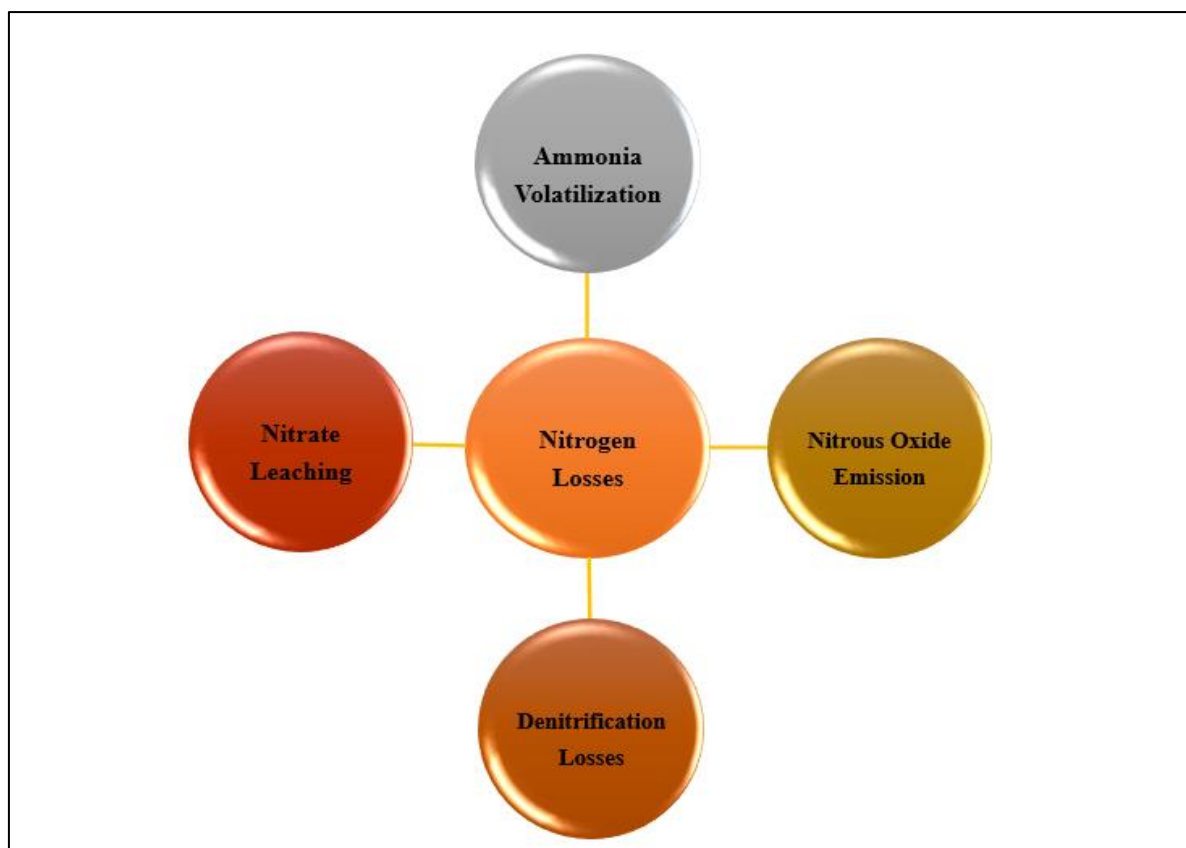 Ammonia
Volatilization
Nitrate
Leaching
Nitrogen
Losses
Nitrous Oxide
Emission
Denitrification
Losses